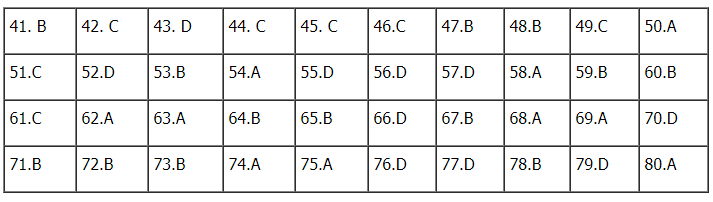 41. B 42. C 43. D 44. C 45. C 46.C 47.B 48.B 49.C 50.A
51.C 52.D 53.B 54.A 55.D 56.D 57.D 58.A 59.B 60.B
61.C 62.A 63.A 64.B 65.B 66.D 67.B 68.A 69.A 70.D
71.B 72.B 73.B 74.A 75.A 76.D 77.D 78.B 79.D 80.A